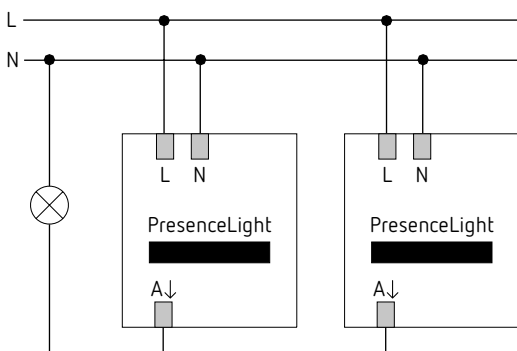 L
N
L N L N
PresenceLight PresenceLight
A↓ A↓